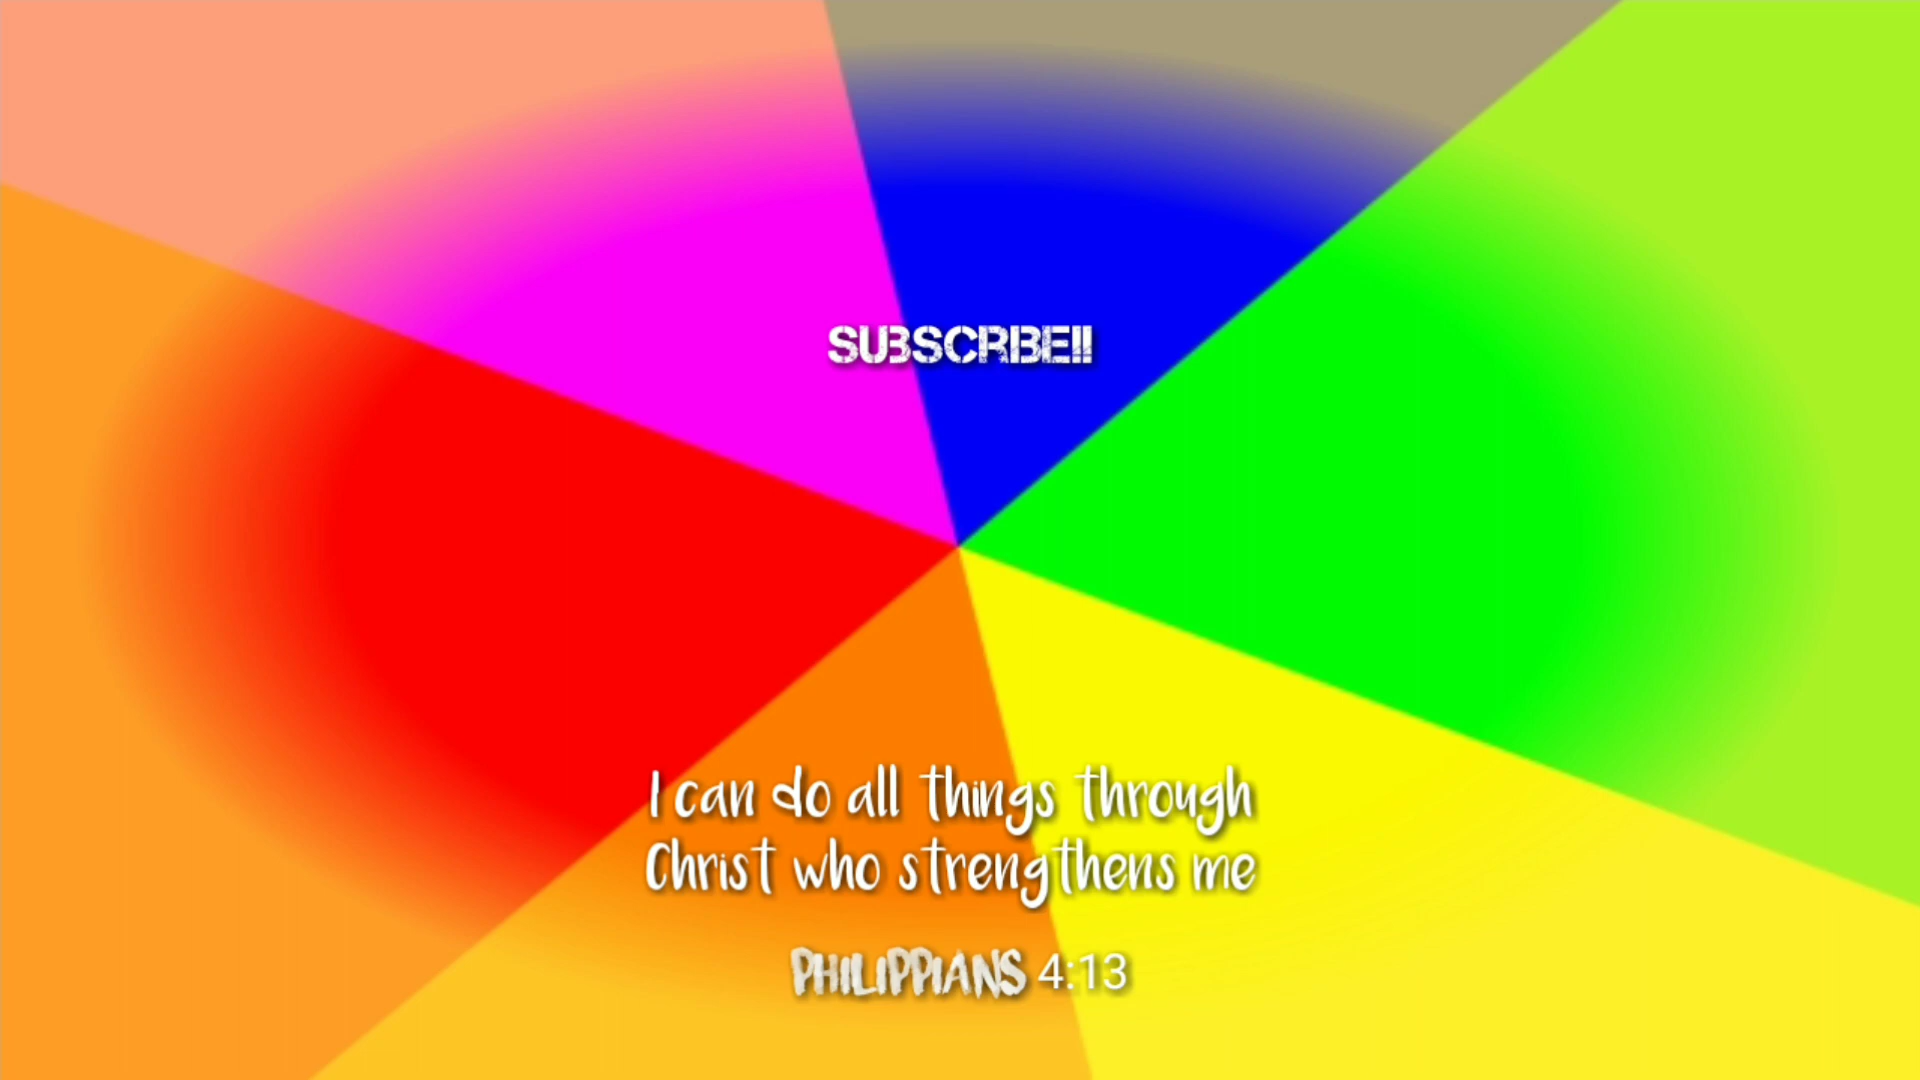 SUBSCRIBE!!
I can do all things through
Christ who strengthens me
PHILIPPIANS 4:13